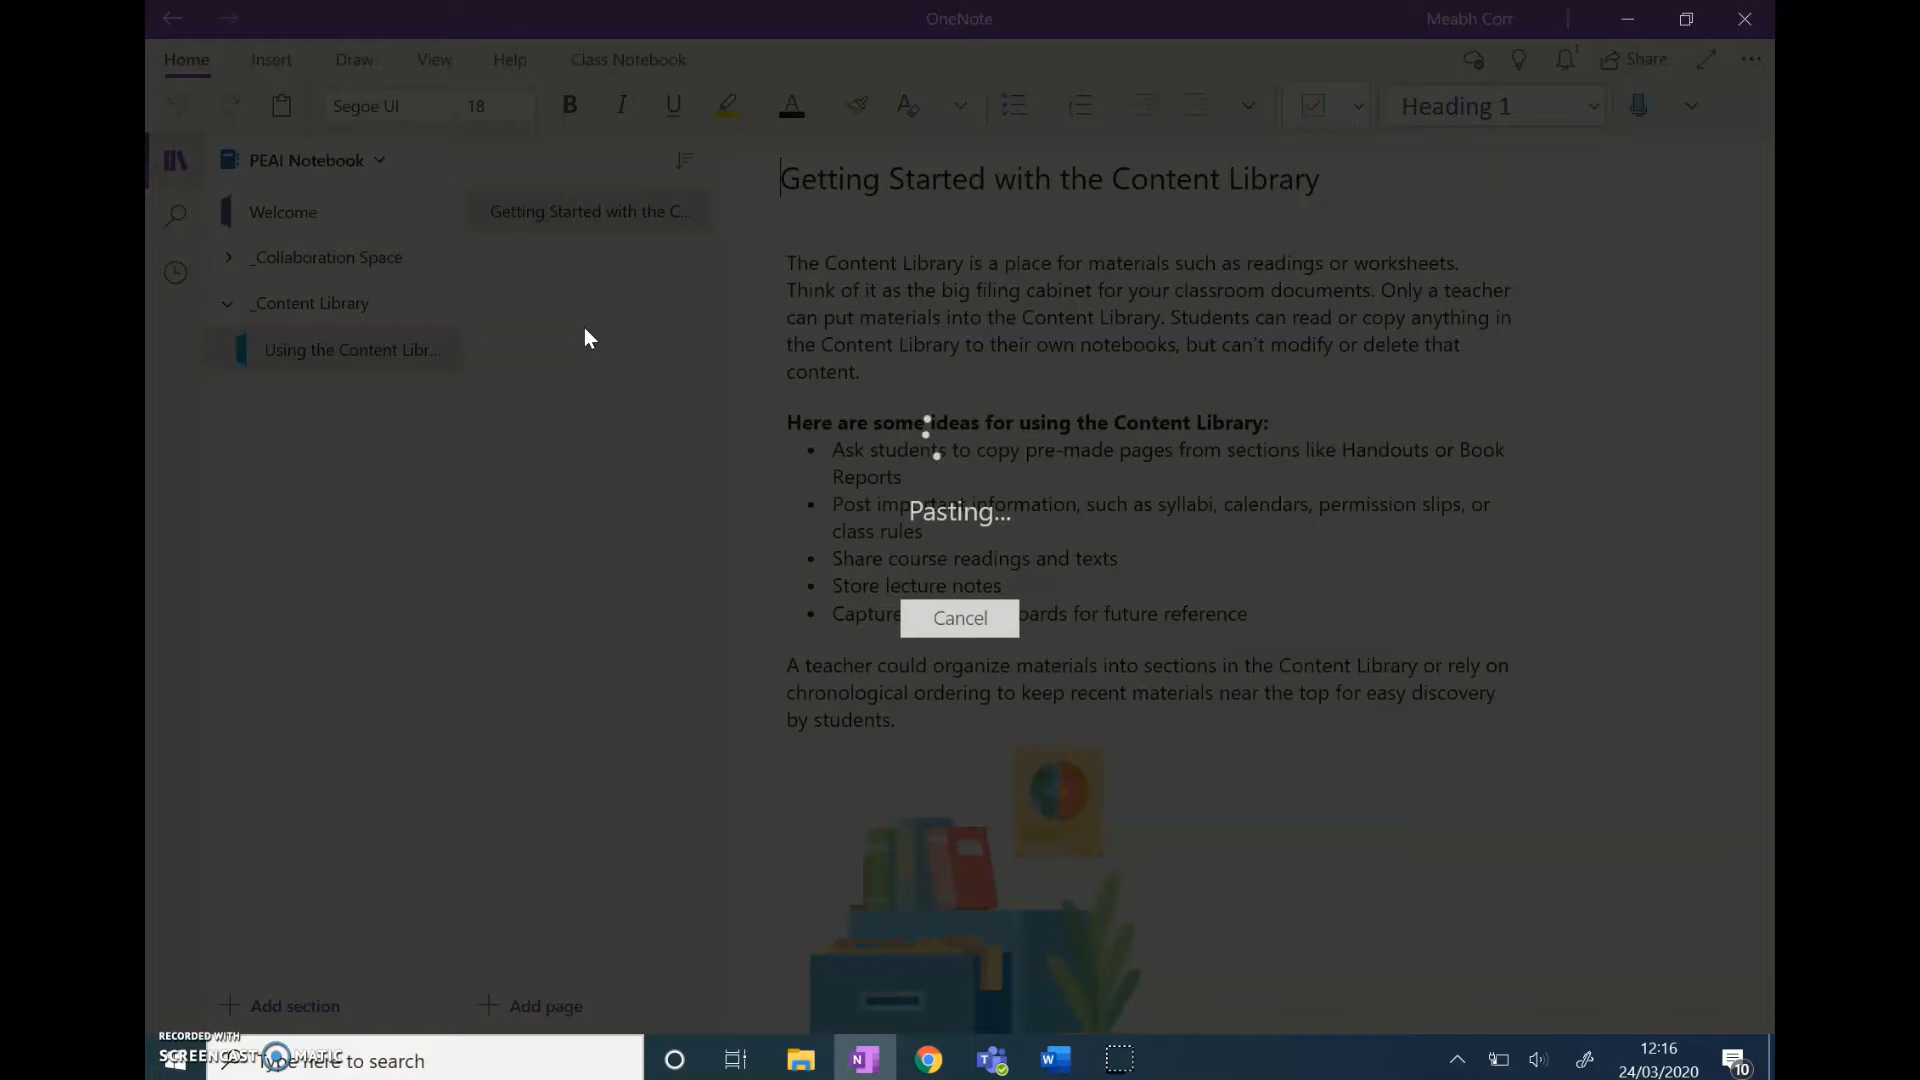 OneNote
Meabh Corr
Home Insert Draw View Help Class Notebook
1
Share
Segoe UI 18 B I U A A Heading 1
PEAI Notebook
Welcome
_Collaboration Space
_Content Library
Using the Content Libr...
Getting Started with the C...
Getting Started with the Content Library
The Content Library is a place for materials such as readings or worksheets.
Think of it as the big filing cabinet for your classroom documents. Only a teacher
can put materials into the Content Library. Students can read or copy anything in
the Content Library to their own notebooks, but can't modify or delete that
content.
Here are some ideas for using the Content Library:
• Ask students to copy pre-made pages from sections like Handouts or Book
Reports
• Post important information, such as syllabi, calendars, permission slips, or
class rules
• Share course readings and texts
• Store lecture notes
• Capture boards for future reference
Pasting...
Cancel
A teacher could organize materials into sections in the Content Library or rely on
chronological ordering to keep recent materials near the top for easy discovery
by students.
Add section
Add page
RECORDED WITH
SCREENCAST MATIC
Type here to search
N
T
W
12:16
24/03/2020
10